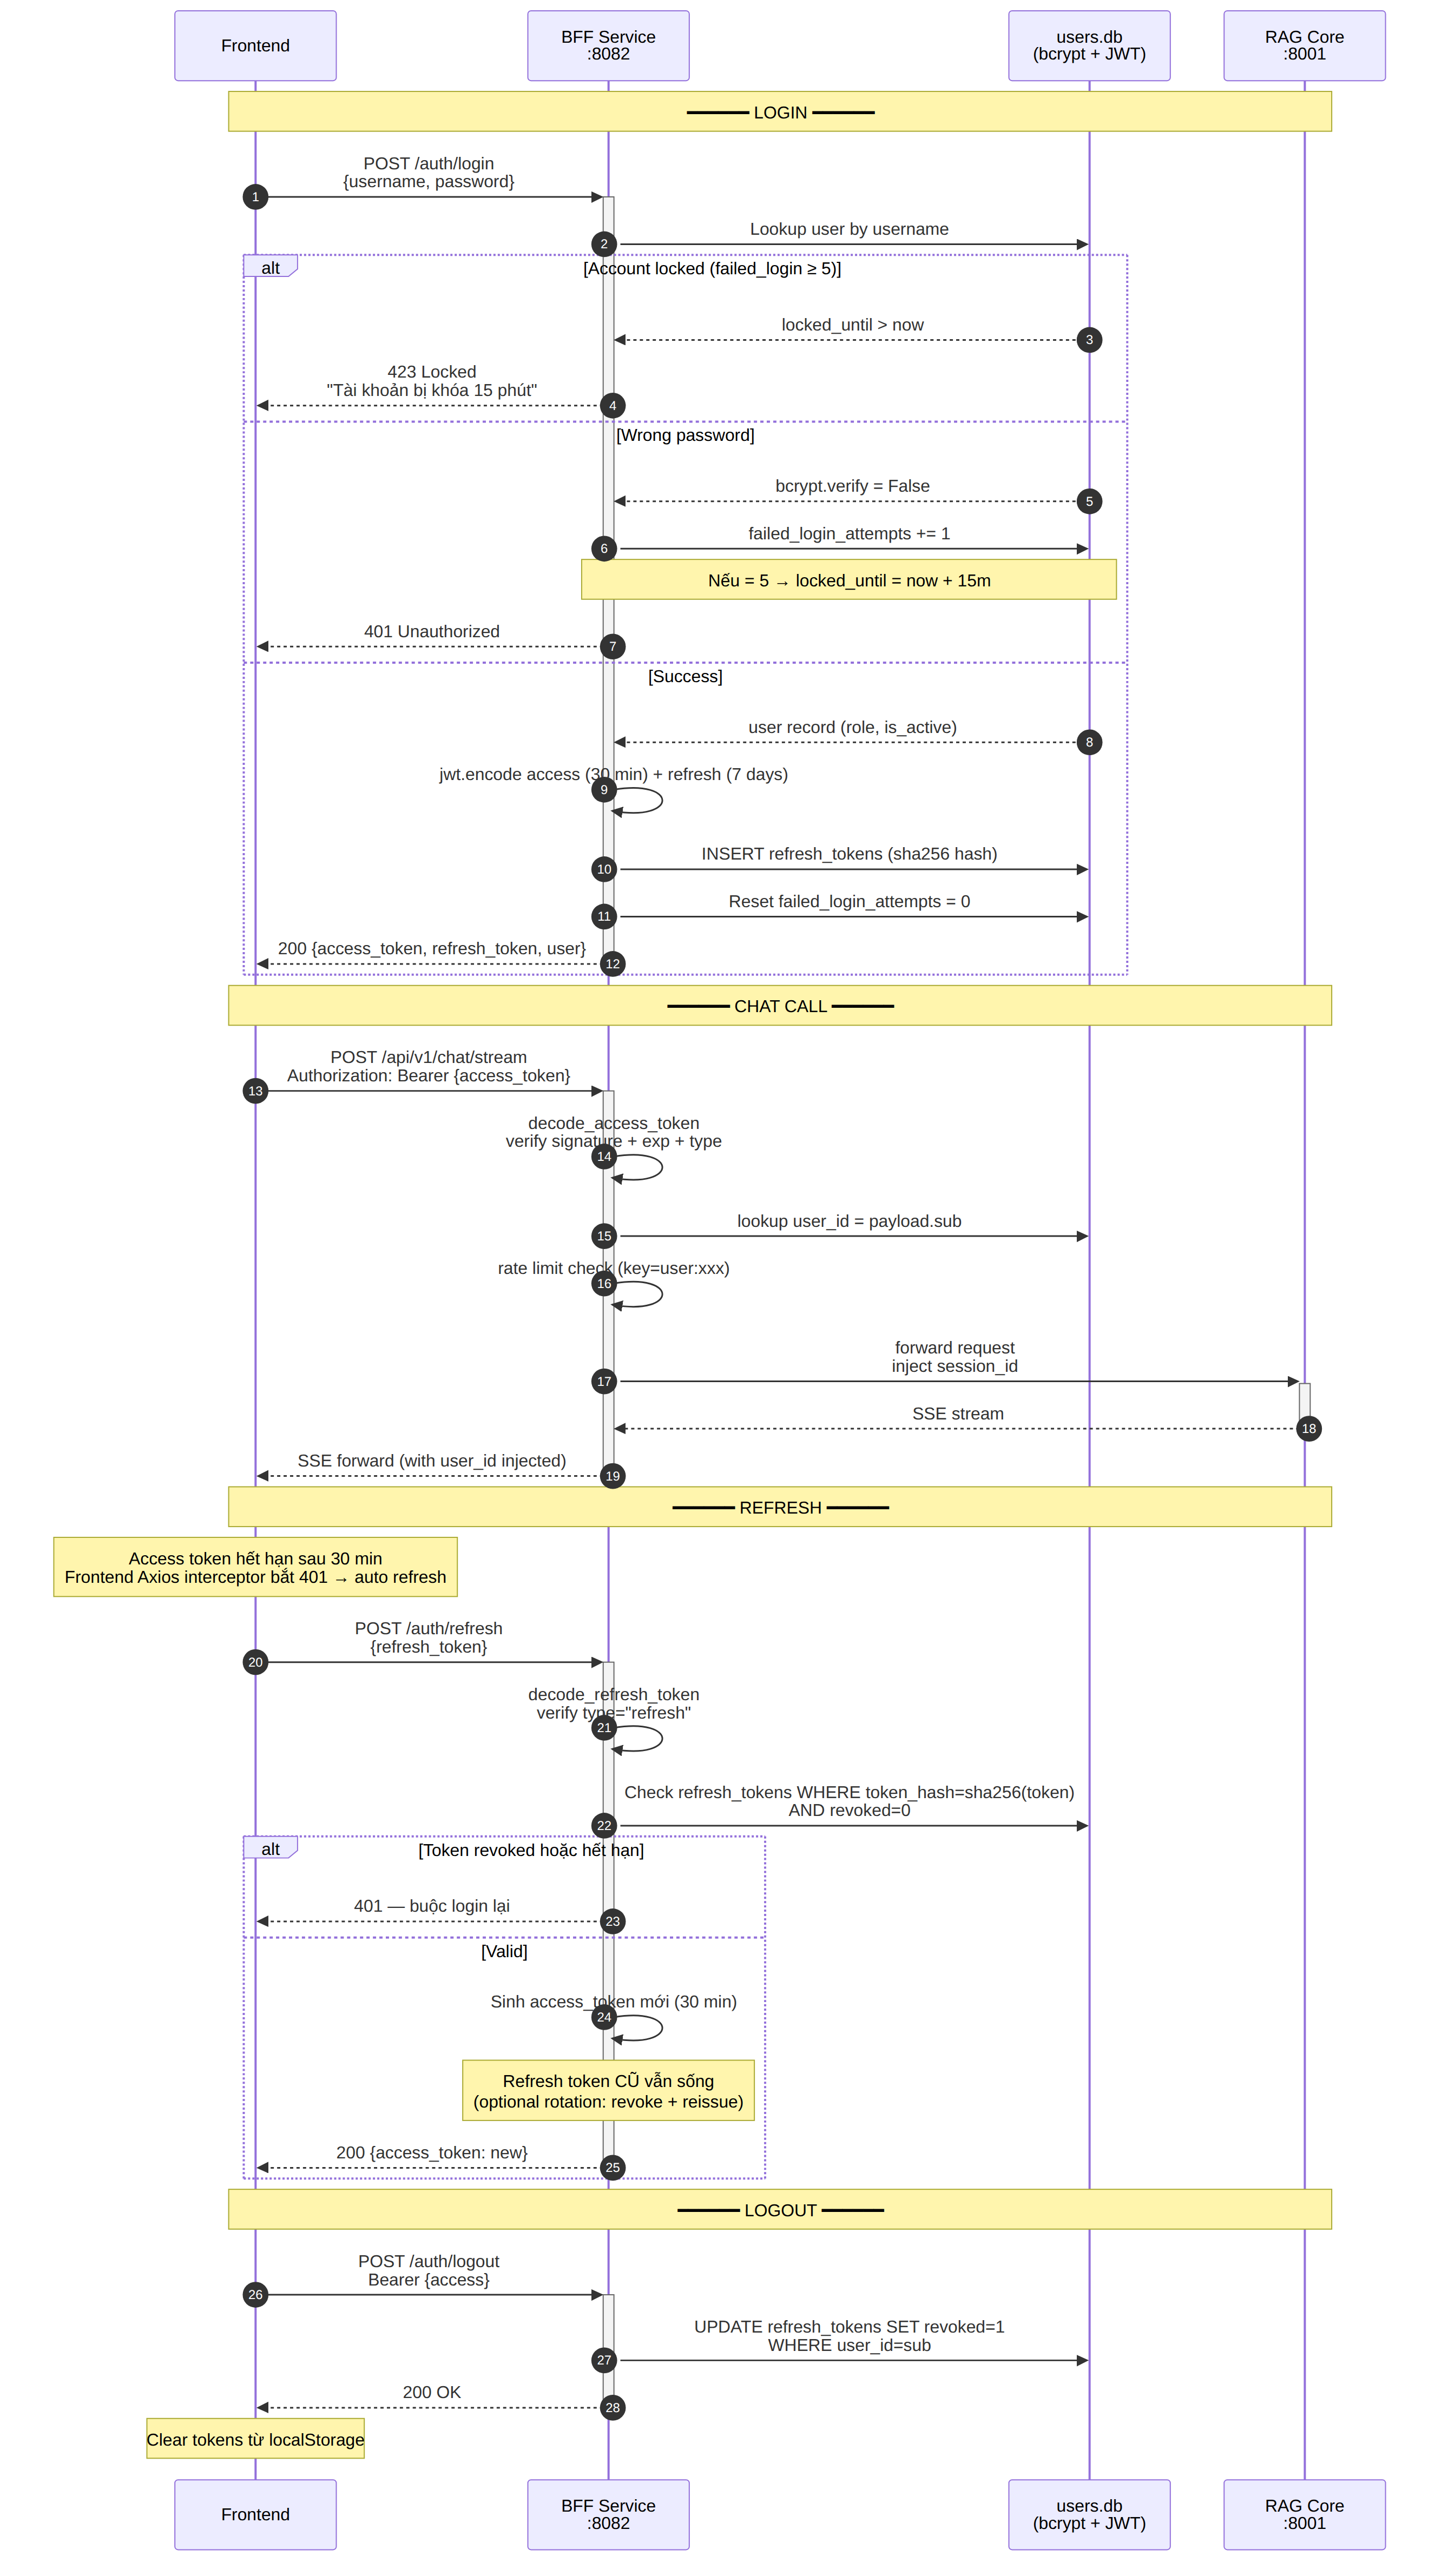 Frontend
BFF Service
:8082
users.db
(bcrypt + JWT)
RAG Core
:8001
━━━━━ LOGIN ━━━━━
POST /auth/login
{username, password}
1
Lookup user by username
2
alt
[Account locked (failed_login ≥ 5)]
locked_until > now
3
423 Locked
"Tài khoản bị khóa 15 phút"
4
[Wrong password]
bcrypt.verify = False
5
failed_login_attempts += 1
6
Nếu = 5 → locked_until = now + 15m
401 Unauthorized
7
[Success]
user record (role, is_active)
8
jwt.encode access (30 min) + refresh (7 days)
9
INSERT refresh_tokens (sha256 hash)
10
Reset failed_login_attempts = 0
11
200 {access_token, refresh_token, user}
12
━━━━━ CHAT CALL ━━━━━
POST /api/v1/chat/stream
Authorization: Bearer {access_token}
13
decode_access_token
verify signature + exp + type
14
lookup user_id = payload.sub
15
rate limit check (key=user:xxx)
16
forward request
inject session_id
17
SSE stream
18
SSE forward (with user_id injected)
19
━━━━━ REFRESH ━━━━━
Access token hết hạn sau 30 min
Frontend Axios interceptor bắt 401 → auto refresh
POST /auth/refresh
{refresh_token}
20
decode_refresh_token
verify type="refresh"
21
Check refresh_tokens WHERE token_hash=sha256(token)
AND revoked=0
22
alt
[Token revoked hoặc hết hạn]
401 — buộc login lại
23
[Valid]
Sinh access_token mới (30 min)
24
Refresh token CŨ vẫn sống
(optional rotation: revoke + reissue)
200 {access_token: new}
25
━━━━━ LOGOUT ━━━━━
POST /auth/logout
Bearer {access}
26
UPDATE refresh_tokens SET revoked=1
WHERE user_id=sub
27
200 OK
28
Clear tokens từ localStorage
Frontend
BFF Service
:8082
users.db
(bcrypt + JWT)
RAG Core
:8001